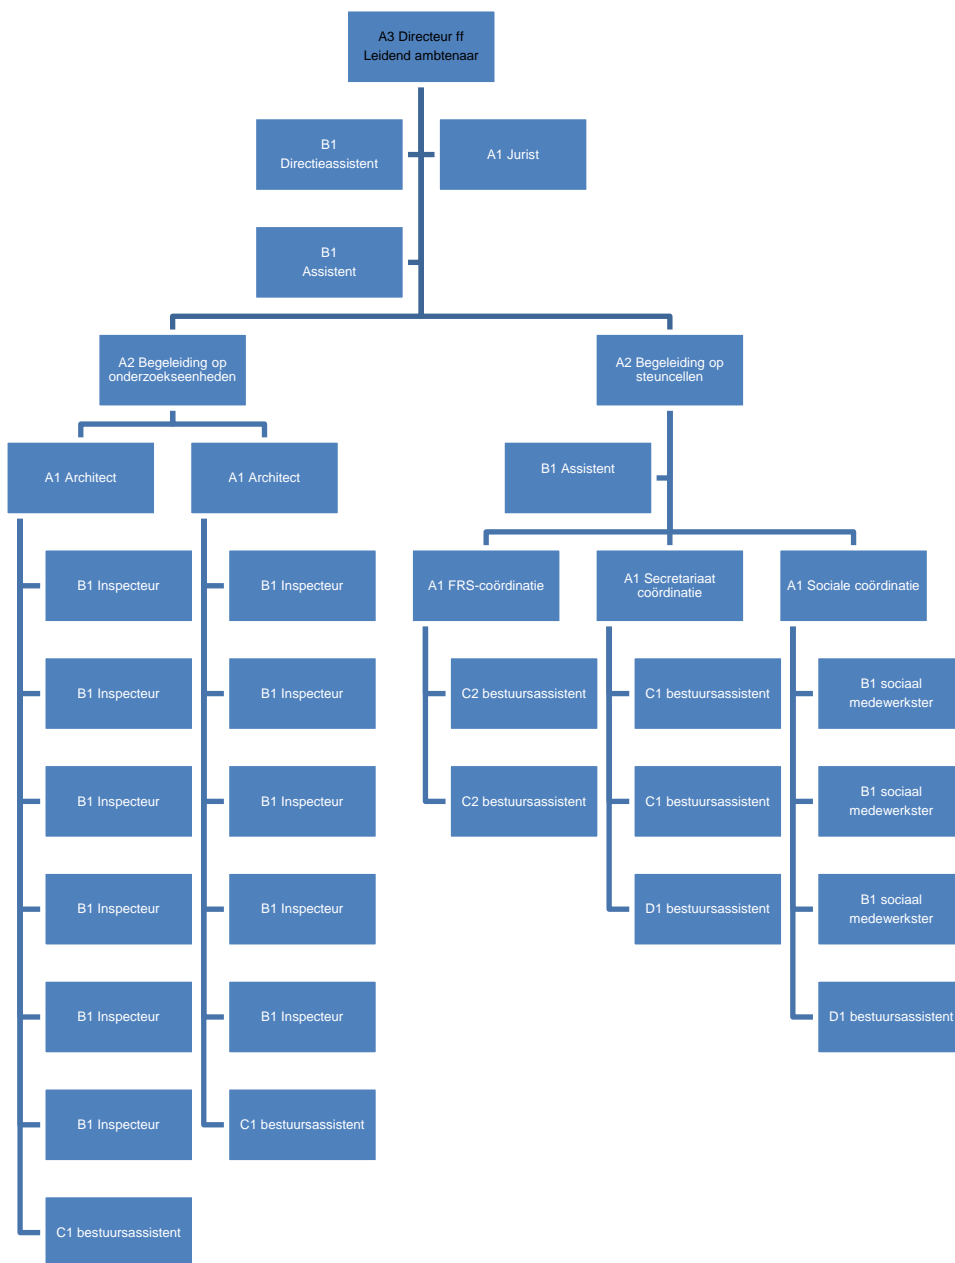 A3 Directeur ff
Leidend ambtenaar
B1
Directieassistent
A1 Jurist
B1
Assistent
A2 Begeleiding op
onderzoekseenheden
A2 Begeleiding op
steuncellen
A1 Architect
A1 Architect
B1 Assistent
B1 Inspecteur
B1 Inspecteur
A1 FRS-coördinatie
A1 Secretariaat
coördinatie
A1 Sociale coördinatie
B1 Inspecteur
B1 Inspecteur
C2 bestuursassistent
C1 bestuursassistent
B1 sociaal
medewerkster
B1 Inspecteur
B1 Inspecteur
C2 bestuursassistent
C1 bestuursassistent
B1 sociaal
medewerkster
B1 Inspecteur
B1 Inspecteur
D1 bestuursassistent
B1 sociaal
medewerkster
B1 Inspecteur
B1 Inspecteur
D1 bestuursassistent
B1 Inspecteur
C1 bestuursassistent
C1 bestuursassistent